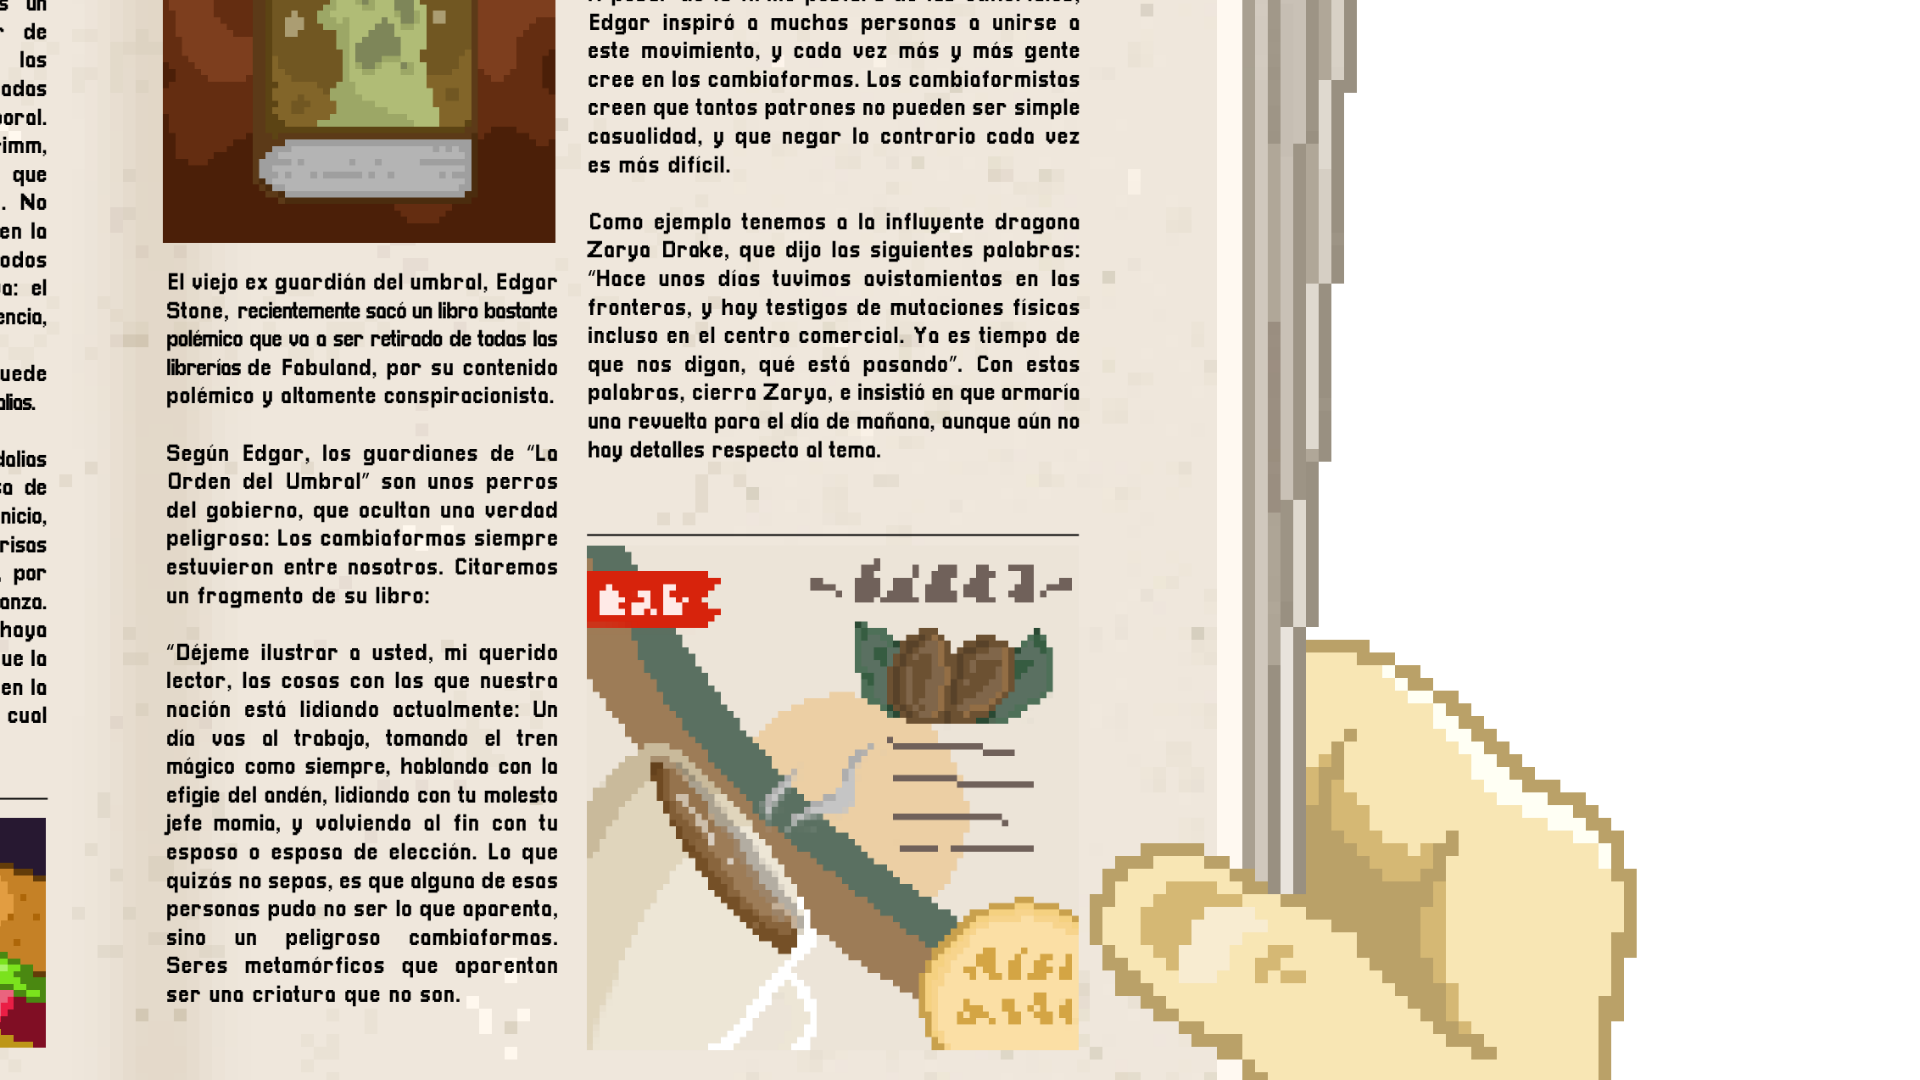 s un
r de
las
adas
poral.
rimm,
que
. No
en la
odos
a: el
encia,
uede
alias.
dalias
sa de
nicio,
risas
, por
anza.
haya
ue la
en la
cual
El viejo ex guardián del umbral, Edgar
Stone, recientemente sacó un libro bastante
polémico que va a ser retirado de todas las
librerías de Fabuland, por su contenido
polémico y altamente conspiracionista.
Según Edgar, los guardianes de “La
Orden del Umbral” son unos perros
del gobierno, que ocultan una verdad
peligrosa: Los cambiaformas siempre
estuvieron entre nosotros. Citaremos
un fragmento de su libro:
“Déjeme ilustrar a usted, mi querido
lector, las cosas con las que nuestra
nación está lidiando actualmente: Un
día vas al trabajo, tomando el tren
mágico como siempre, hablando con la
efigie del andén, lidiando con tu molesto
jefe momia, y volviendo al fin con tu
esposo o esposa de elección. Lo que
quizás no sepas, es que alguna de esas
personas pudo no ser lo que aparenta,
sino un peligroso cambiaformas.
Seres metamórficos que aparentan
ser una criatura que no son.
Edgar inspiró a muchas personas a unirse a
este movimiento, y cada vez más y más gente
cree en los cambiaformas. Los cambiaformistas
creen que tantos patrones no pueden ser simple
casualidad, y que negar lo contrario cada vez
es más difícil.
Como ejemplo tenemos a la influyente dragona
Zarya Drake, que dijo las siguientes palabras:
“Hace unos días tuvimos avistamientos en las
fronteras, y hay testigos de mutaciones físicas
incluso en el centro comercial. Ya es tiempo de
que nos digan, qué está pasando”. Con estas
palabras, cierra Zarya, e insistió en que armaría
una revuelta para el día de mañana, aunque aún no
hay detalles respecto al tema.